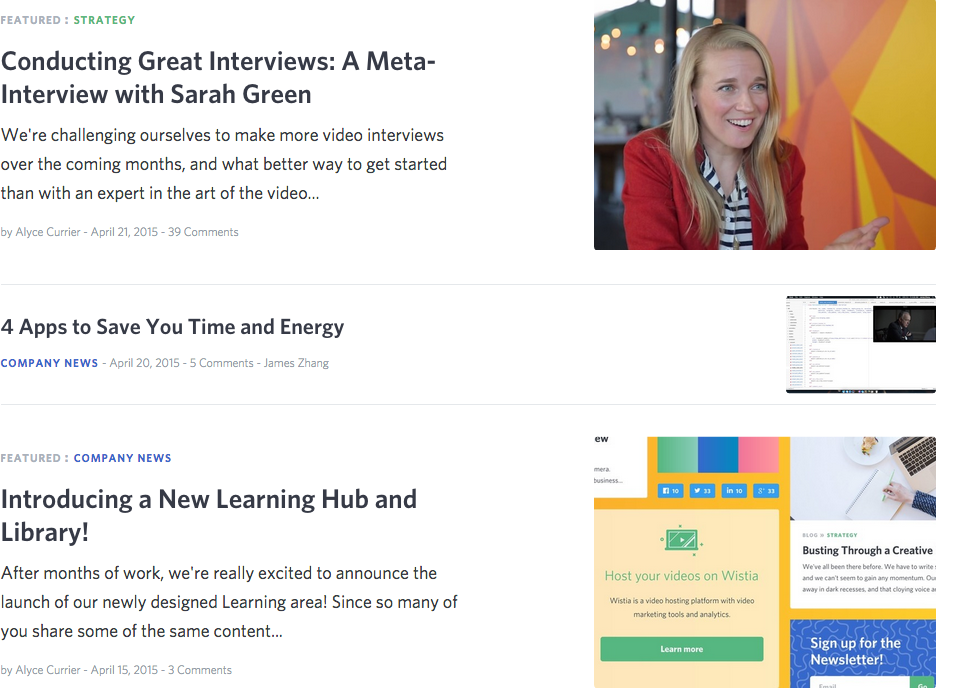 FEATURED : STRATEGY
Conducting Great Interviews: A Meta-
Interview with Sarah Green
We're challenging ourselves to make more video interviews
over the coming months, and what better way to get started
than with an expert in the art of the video...
by Alyce Currier - April 21, 2015 - 39 Comments
4 Apps to Save You Time and Energy
COMPANY NEWS - April 20, 2015 - 5 Comments - James Zhang
FEATURED : COMPANY NEWS
Introducing a New Learning Hub and
Library!
After months of work, we're really excited to announce the
launch of our newly designed Learning area! Since so many of
you share some of the same content...
by Alyce Currier - April 15, 2015 - 3 Comments
ew
mera.
business...
10 33 in 10 g+ 33
Host your videos on Wistia
Wistia is a video hosting platform with video
marketing tools and analytics.
Learn more
BLOG // STRATEGY
Busting Through a Creative
We've all been there before. We have to write
and we can't seem to gain any momentum. Ou
away in dark recesses, and that cloying voice a
Sign up for the
Newsletter!
Email
Go